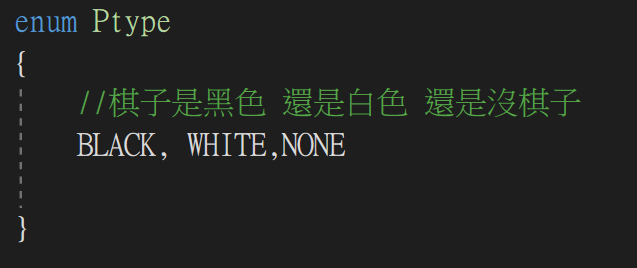 enum Ptype
{
//棋子是黑色 還是白色 還是沒棋子
BLACK, WHITE,NONE
}